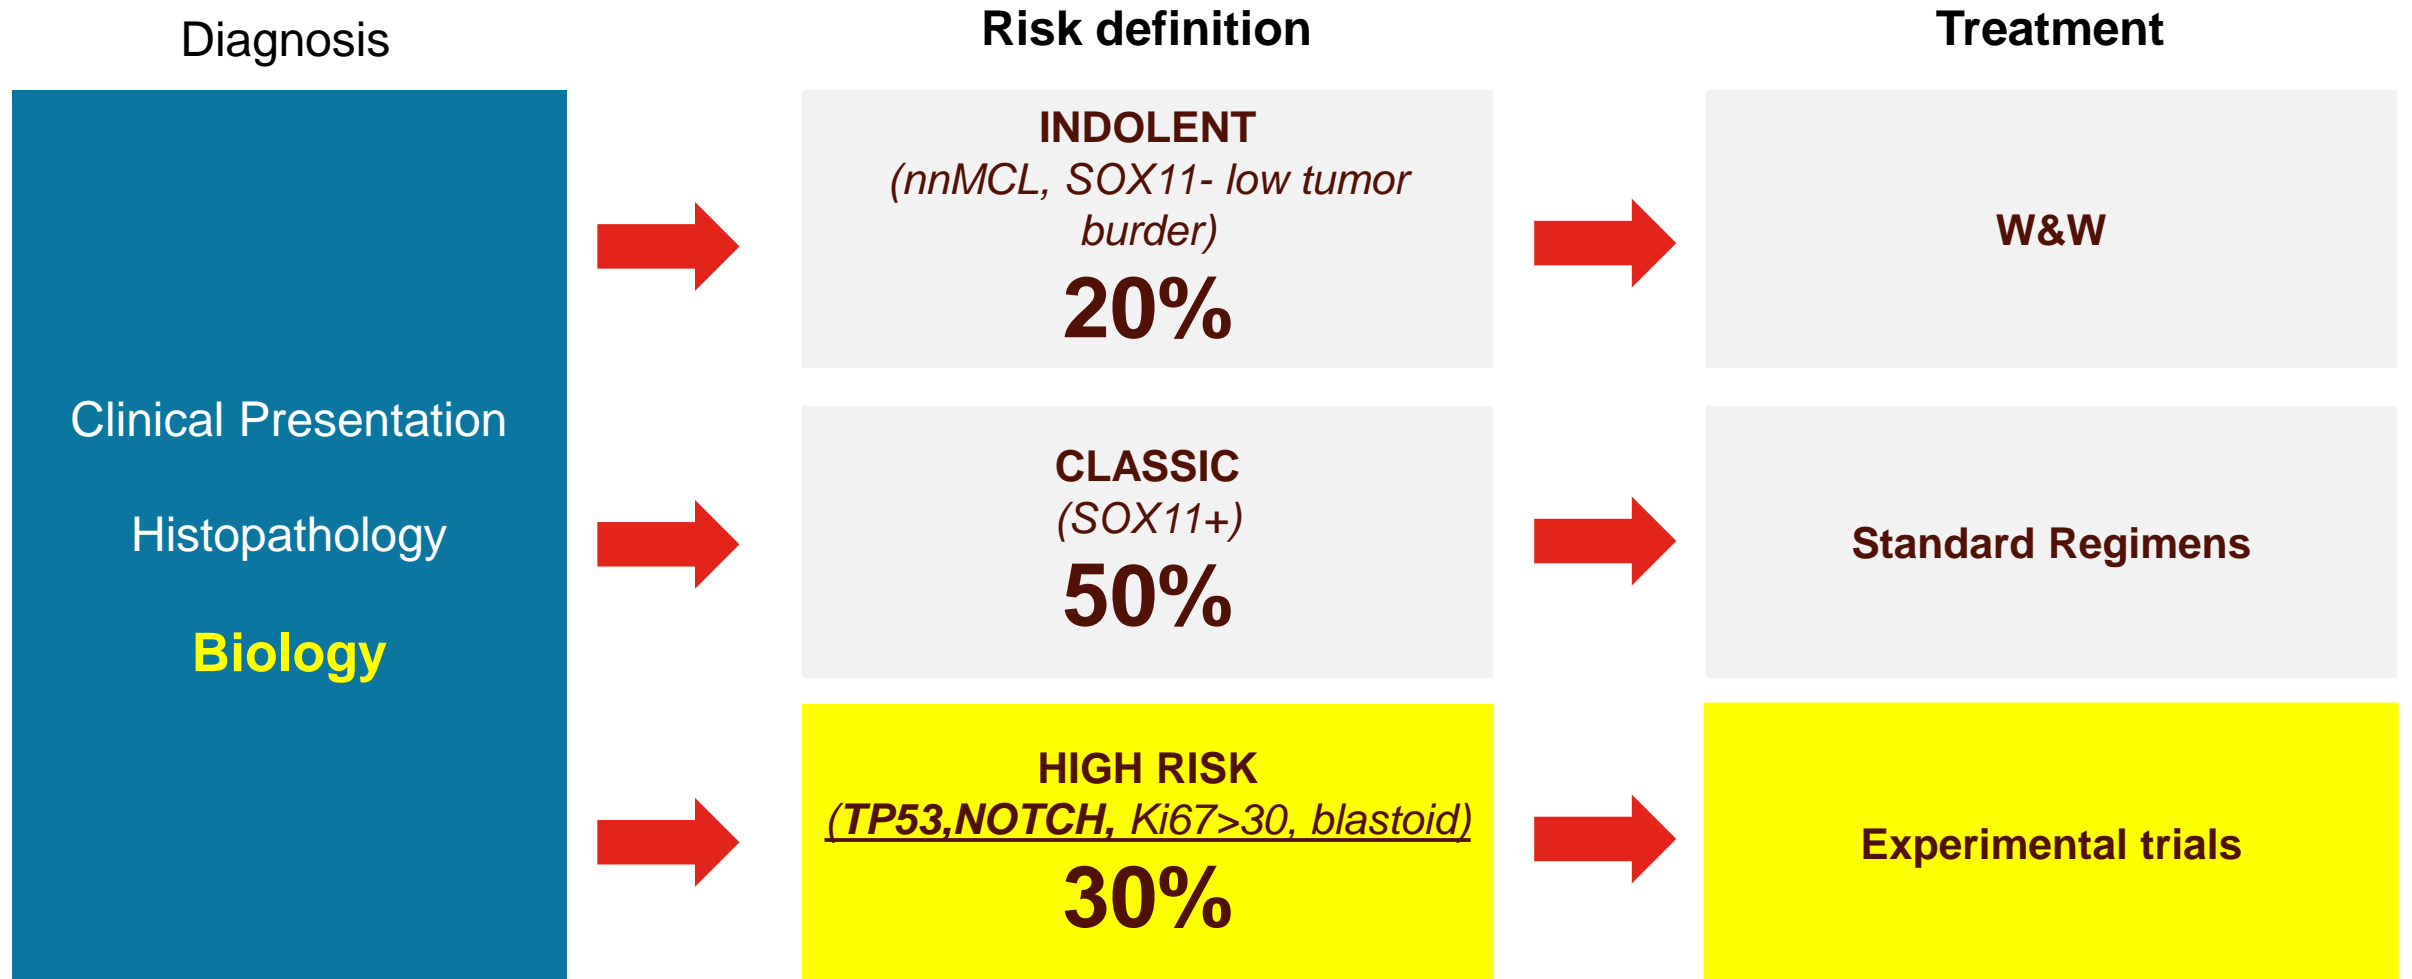 Diagnosis
Risk definition
Treatment
Clinical Presentation
Histopathology
Biology
INDOLENT
(nnMCL, SOX11- low tumor
burder)
20%
W&W
CLASSIC
(SOX11+)
50%
Standard Regimens
HIGH RISK
(TP53,NOTCH, Ki67>30, blastoid)
30%
Experimental trials